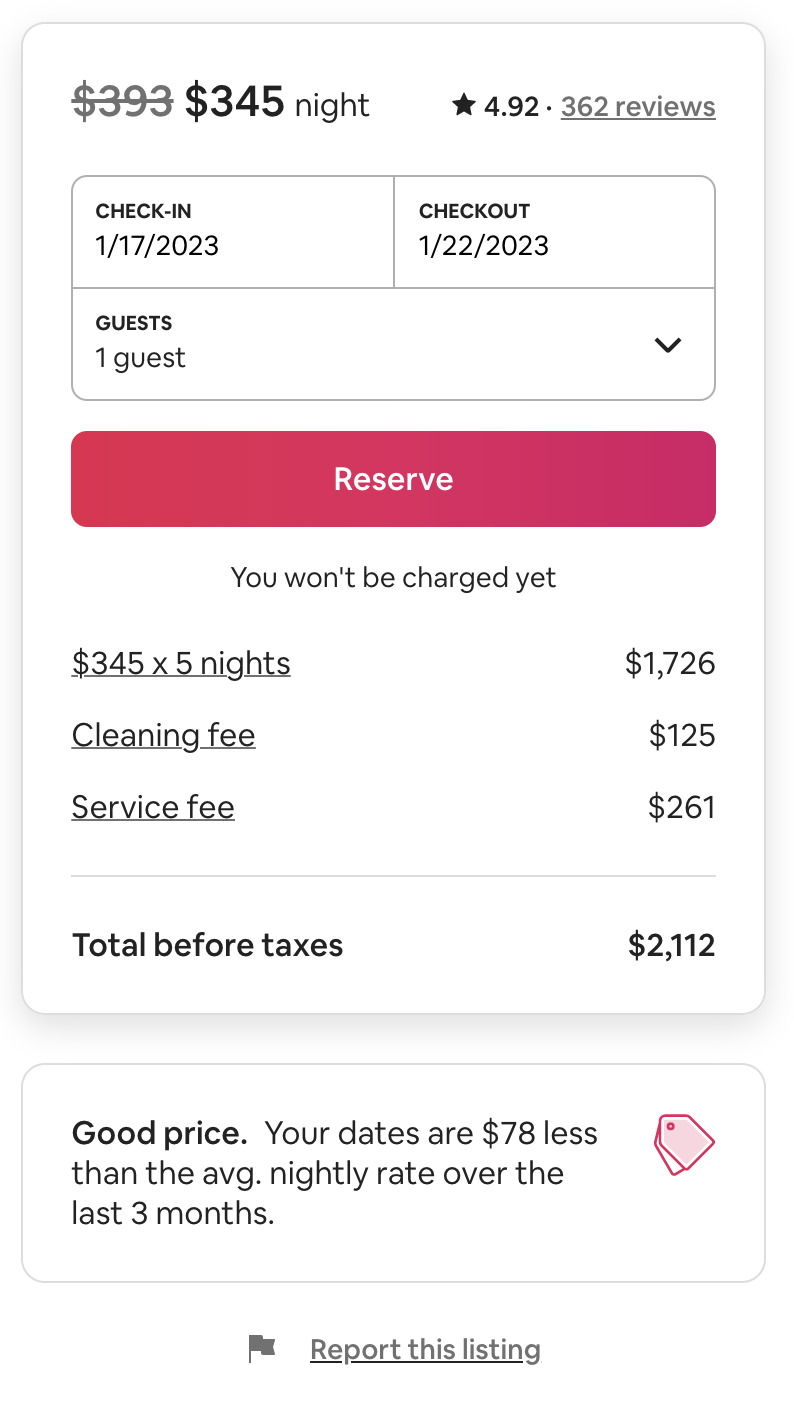 $393 $345 night ★ 4.92 · 362 reviews
CHECK-IN
1/17/2023
CHECKOUT
1/22/2023
GUESTS
1 guest
Reserve
You won't be charged yet
$345 x 5 nights $1,726
Cleaning fee $125
Service fee $261
Total before taxes $2,112
Good price. Your dates are $78 less
than the avg. nightly rate over the
last 3 months.
Report this listing